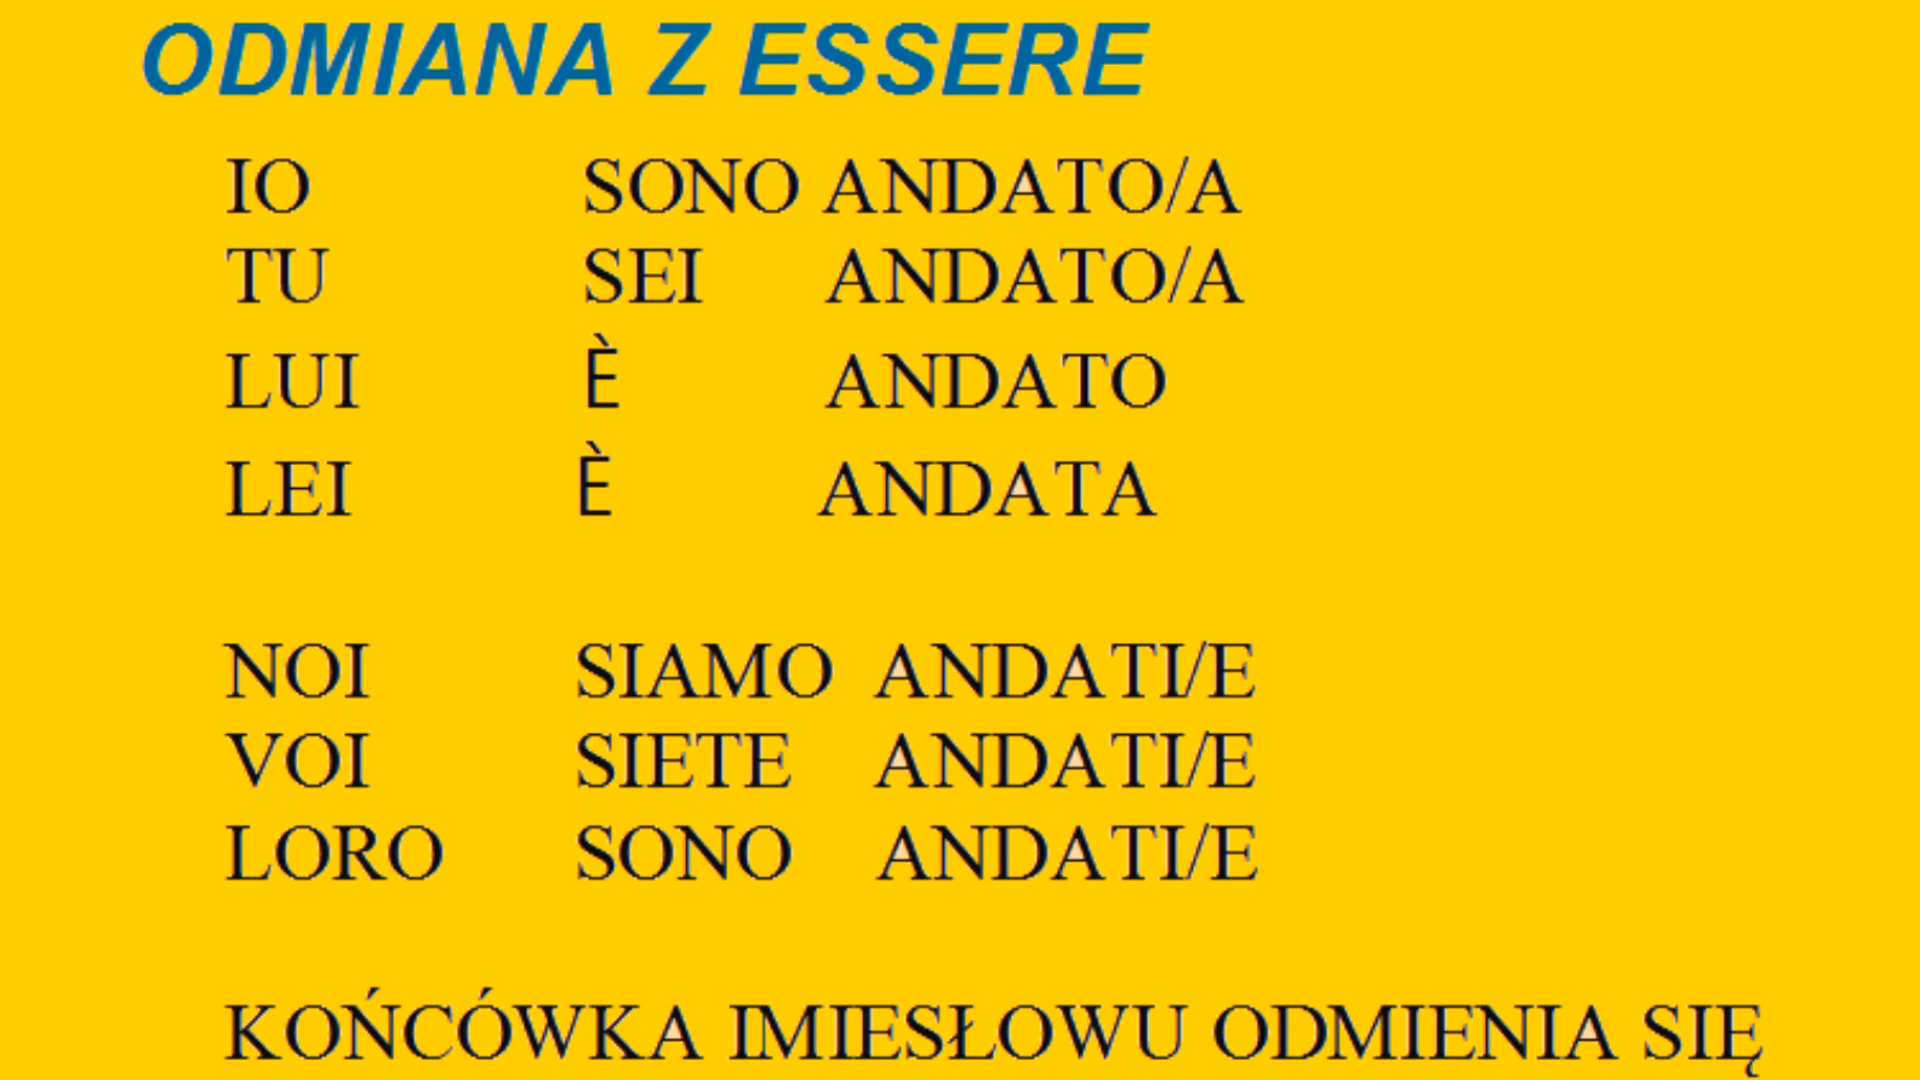 ODMIANA Z ESSERE
IO SONO ANDATO/A
TU SEI ANDATO/A
LUI È ANDATO
LEI È ANDATA
NOI SIAMO ANDATI/E
VOI SIETE ANDATI/E
LORO SONO ANDATI/E
KOŃCÓWKA IMIESŁOWU ODMIENIA SIĘ